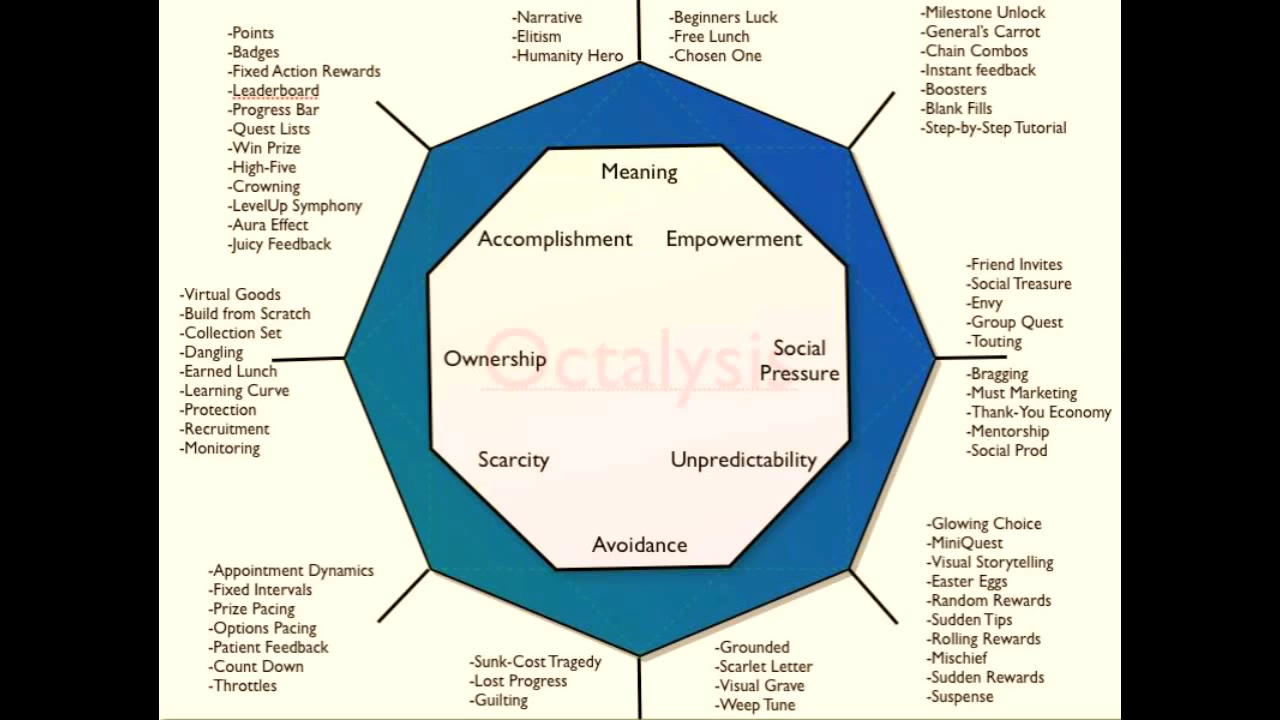 -Narrative
-Elitism
-Humanity Hero
-Beginners Luck
-Free Lunch
-Chosen One
-Milestone Unlock
-General's Carrot
-Chain Combos
-Instant feedback
-Boosters
-Blank Fills
-Step-by-Step Tutorial
-Points
-Badges
-Fixed Action Rewards
-Leaderboard
-Progress Bar
-Quest Lists
-Win Prize
-High-Five
-Crowning
-LevelUp Symphony
-Aura Effect
-Juicy Feedback
Meaning
Accomplishment
Empowerment
Ownership
Octalysis
Social
Pressure
Scarcity
Unpredictability
Avoidance
-Friend Invites
-Social Treasure
-Envy
-Group Quest
-Touting
-Bragging
-Must Marketing
-Thank-You Economy
-Mentorship
-Social Prod
-Virtual Goods
-Build from Scratch
-Collection Set
-Dangling
-Earned Lunch
-Learning Curve
-Protection
-Recruitment
-Monitoring
-Appointment Dynamics
-Fixed Intervals
-Prize Pacing
-Options Pacing
-Patient Feedback
-Count Down
-Throttles
-Sunk-Cost Tragedy
-Lost Progress
-Guilting
-Grounded
-Scarlet Letter
-Visual Grave
-Weep Tune
-Glowing Choice
-MiniQuest
-Visual Storytelling
-Easter Eggs
-Random Rewards
-Sudden Tips
-Rolling Rewards
-Mischief
-Sudden Rewards
-Suspense